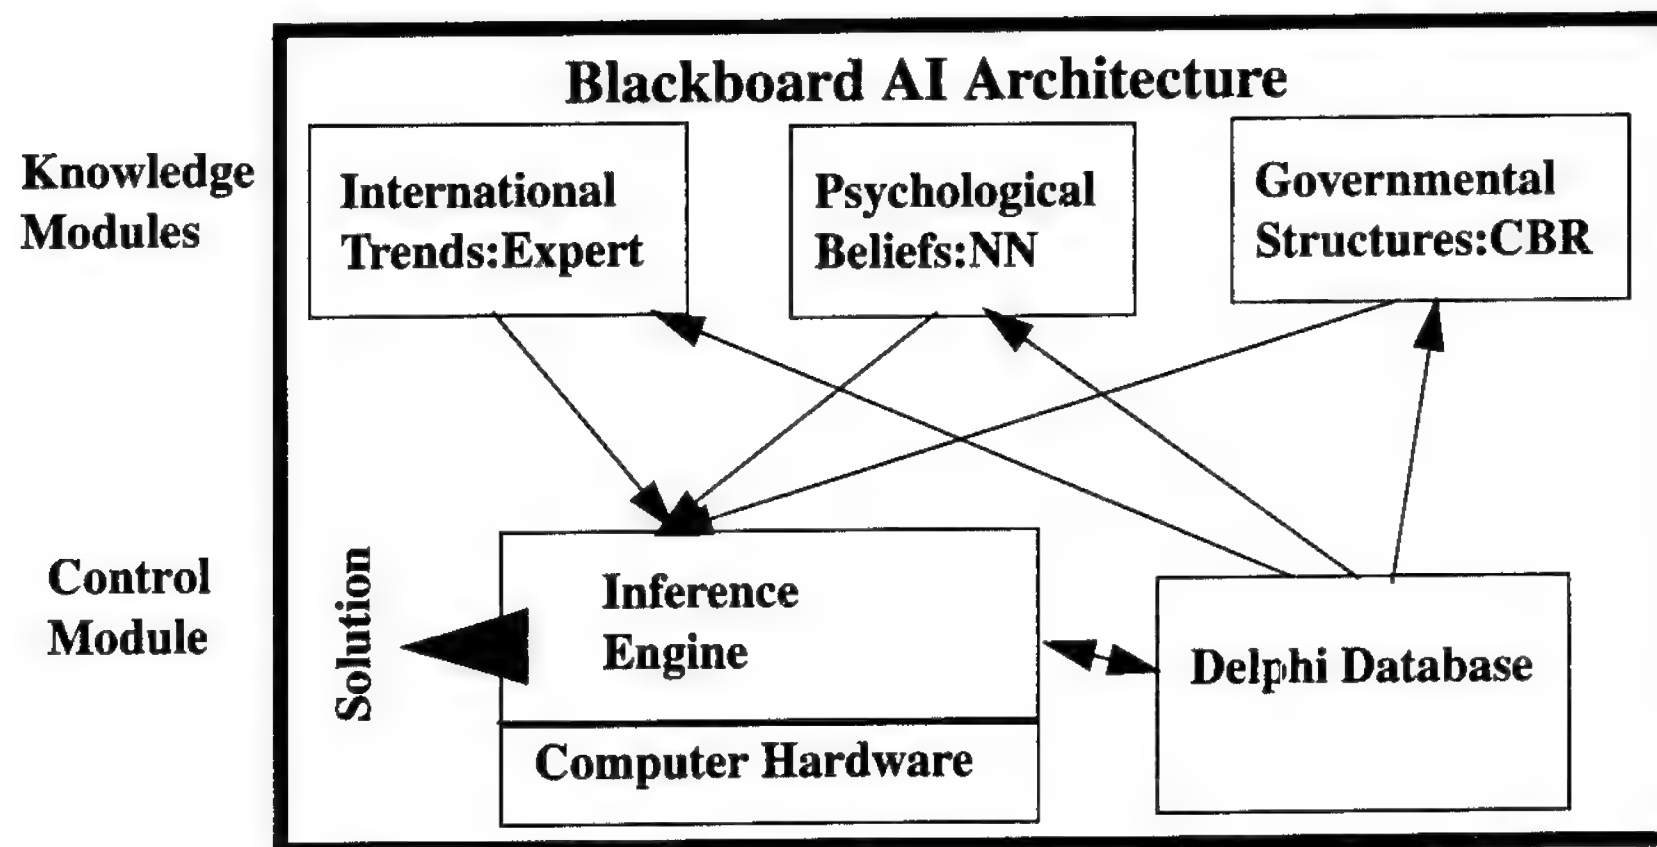 Blackboard AI Architecture
Knowledge
Modules
International
Trends:Expert
Psychological
Beliefs:NN
Governmental
Structures:CBR
Control
Module
Solution
Inference
Engine
Computer Hardware
Delphi Database